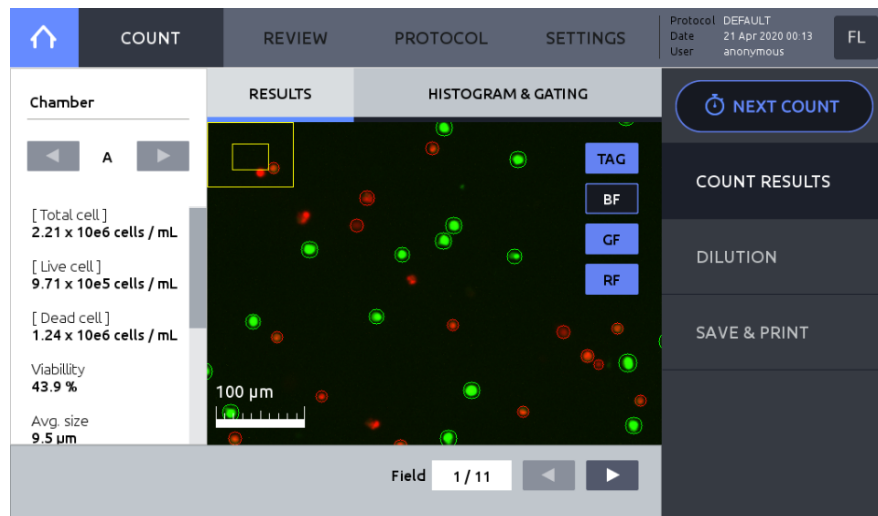 COUNT
REVIEW
PROTOCOL
SETTINGS
Protocol DEFAULT
Date 21 Apr 2020 00:13
User anonymous
FL
Chamber
A
[ Total cell ]
2.21 x 10e6 cells / mL
[ Live cell ]
9.71 x 10e5 cells / mL
[ Dead cell ]
1.24 x 10e6 cells / mL
Viabillity
43.9 %
Avg. size
9.5 µm
RESULTS
HISTOGRAM & GATING
TAG
BF
GF
RF
100 µm
Field 1 / 11
NEXT COUNT
COUNT RESULTS
DILUTION
SAVE & PRINT